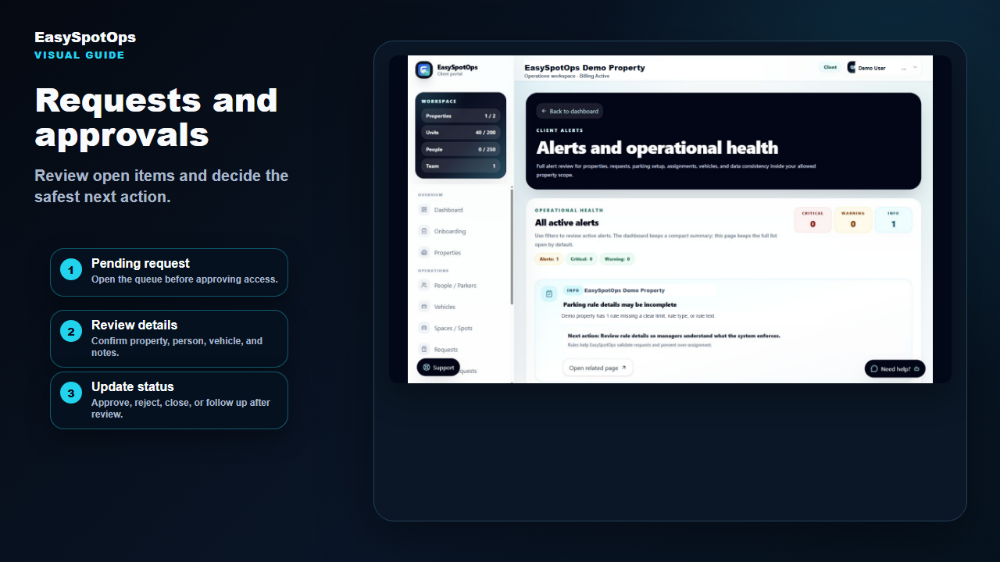 EasySpotOps
VISUAL GUIDE
Requests and
approvals
Review open items and decide the
safest next action.
1
Pending request
Open the queue before approving access.
2
Review details
Confirm property, person, vehicle, and
notes.
3
Update status
Approve, reject, close, or follow up after
review.
EasySpotOps
Client portal
WORKSPACE
Properties 1 / 2
Units 40 / 200
People 0 / 250
Team 1
OVERVIEW
Dashboard
Onboarding
Properties
OPERATIONS
People / Parkers
Vehicles
Spaces / Spots
Requests
quests
Support
EasySpotOps Demo Property
Operations workspace - Billing Active
Client
Demo User
...
← Back to dashboard
CLIENT ALERTS
Alerts and operational health
Full alert review for properties, requests, parking setup, assignments, vehicles, and data consistency inside your allowed
property scope.
OPERATIONAL HEALTH
All active alerts
Use filters to review active alerts. The dashboard keeps a compact summary; this page keeps the full list
open by default.
Alerts: 1 Critical: 0 Warning: 0
CRITICAL
0
WARNING
0
INFO
1
INFO EasySpotOps Demo Property
Parking rule details may be incomplete
Demo property has 1 rule missing a clear limit, rule type, or rule text.
Next action: Review rule details so managers understand what the system enforces.
Rules help EasySpotOps validate requests and prevent over-assignment.
Open related page
Need help?